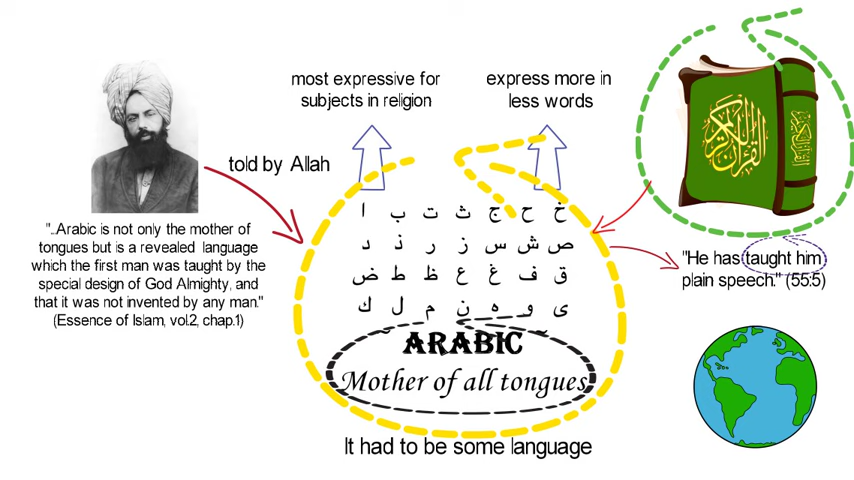 most expressive for
subjects in religion
express more in
less words
told by Allah
ا ب ت ث ج ح خ
د ذ ر ز س ش ص
ض ط ظ ع غ ف ق
ك ل م ن ه و ى
ARABIC
Mother of all tongues
It had to be some language
"..Arabic is not only the mother of
tongues but is a revealed language
which the first man was taught by the
special design of God Almighty, and
that it was not invented by any man."
(Essence of Islam, vol.2, chap.1)
القرآن الكريم
"He has taught him
plain speech." (55:5)